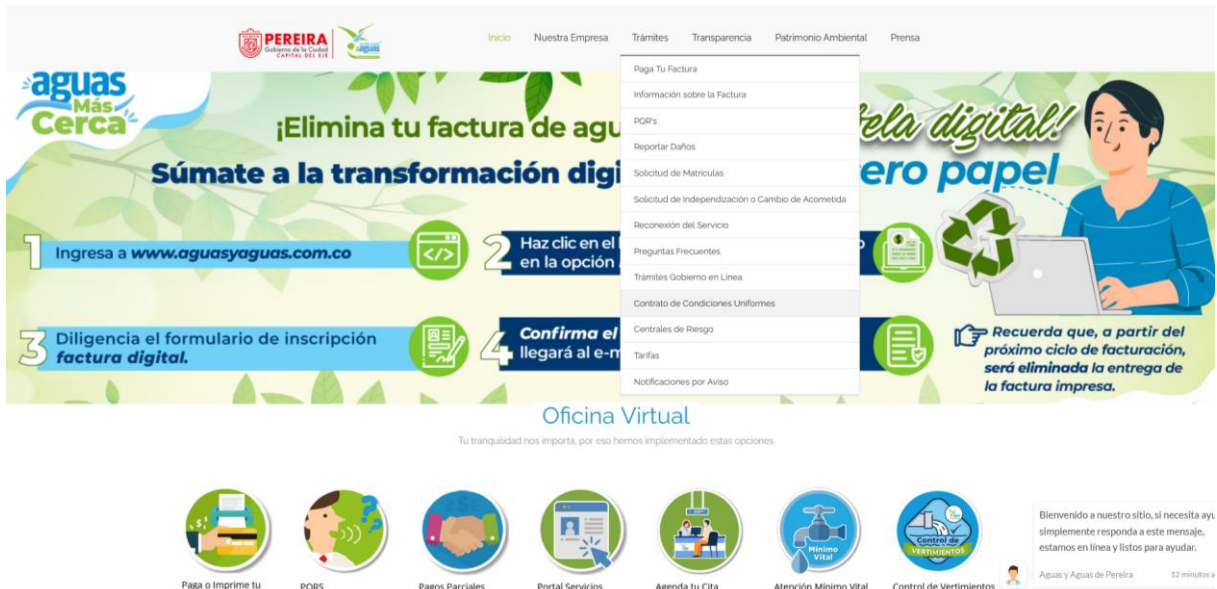 PEREIRA
Gobierno de la Ciudad
CAPITAL DEL EJE
aguas
Inicio Nuestra Empresa Trámites Transparencia Patrimonio Ambiental Prensa
Paga Tu Factura
Información sobre la Factura
PQR's
Reportar Daños
Solicitud de Matriculas
Solicitud de Independización o Cambio de Acometida
Reconexión del Servicio
Preguntas Frecuentes
Trámites Gobierno en Línea
Contrato de Condiciones Uniformes
Centrales de Riesgo
Tarifas
Notificaciones por Aviso
aguas
Más
Cerca
¡Elimina tu factura de agu
digital!
Súmate a la transformación digi
ero papel
1 Ingresa a www.aguasyaguas.com.co
2 Haz clic en el
en la opción
3 Diligencia el formulario de inscripción
factura digital.
4 Confirma el
llegará al e-m
Recuerda que, a partir del
próximo ciclo de facturación,
será eliminada la entrega de
la factura impresa.
Oficina Virtual
Tu tranquilidad nos importa, por eso hemos implementado estas opciones
Mínimo
Vital
Control de
VERTIMIENTOS
Paga o Imprime tu
PQRS
Pagos Parciales
Portal Servicios
Agenda tu Cita
Atención Mínimo Vital
Control de Vertimientos
Bienvenido a nuestro sitio, si necesita ayu
simplemente responda a este mensaje,
estamos en línea y listos para ayudar.
Aguas y Aguas de Pereira 12 minutos a